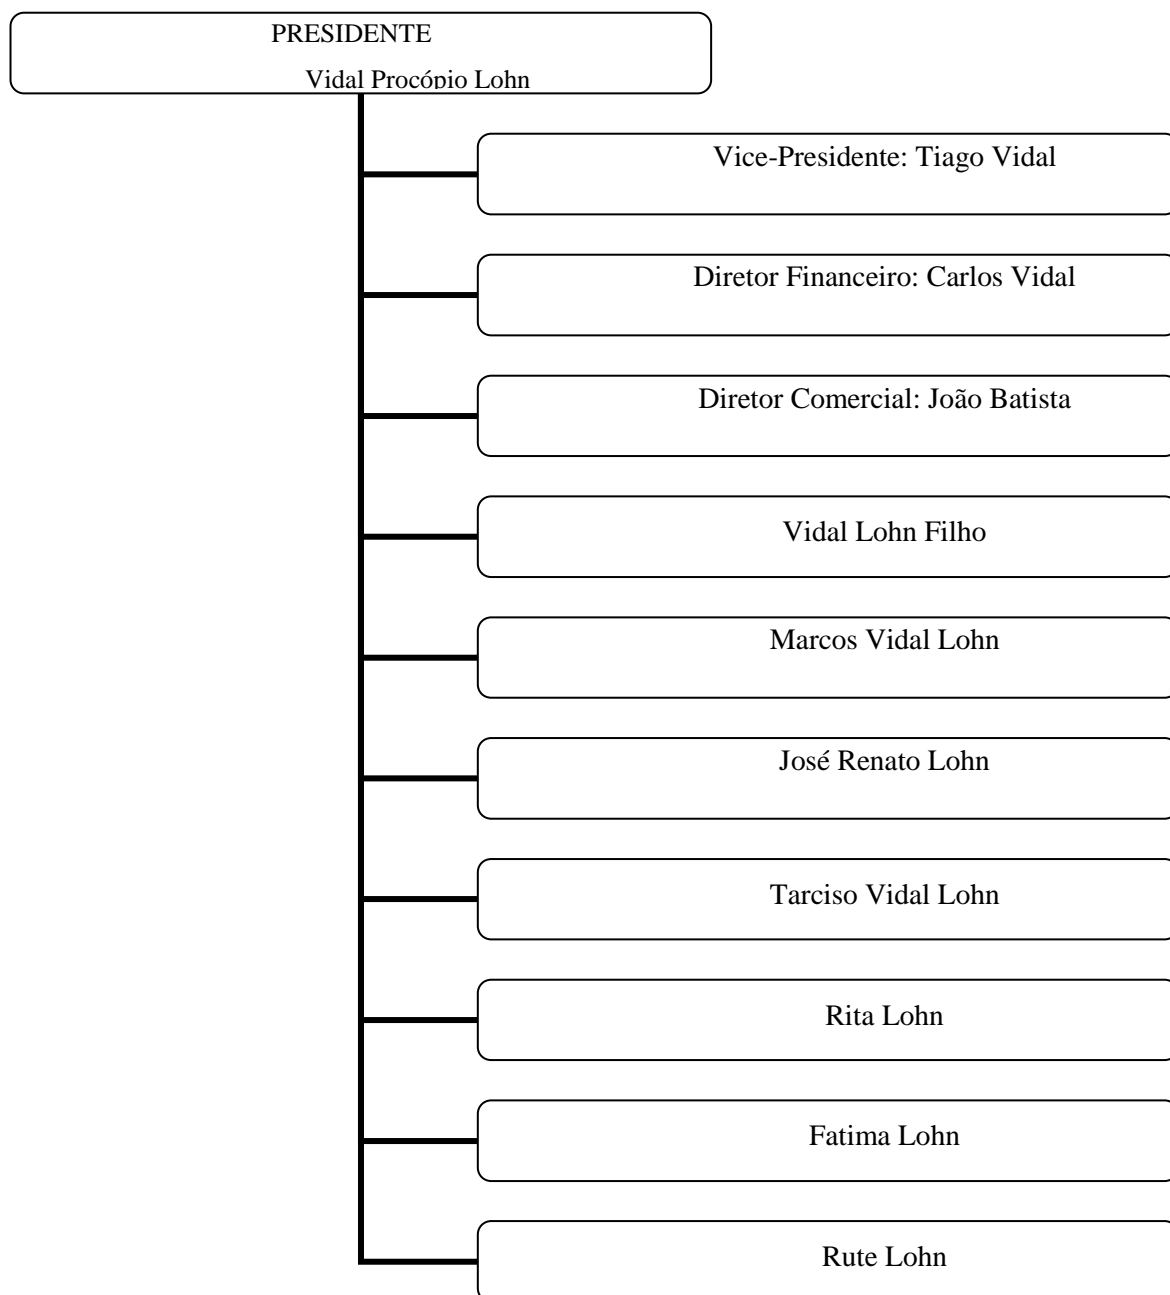 PRESIDENTE
Vidal Procópio Lohn
Vice-Presidente: Tiago Vidal
Diretor Financeiro: Carlos Vidal
Diretor Comercial: João Batista
Vidal Lohn Filho
Marcos Vidal Lohn
José Renato Lohn
Tarciso Vidal Lohn
Rita Lohn
Fatima Lohn
Rute Lohn